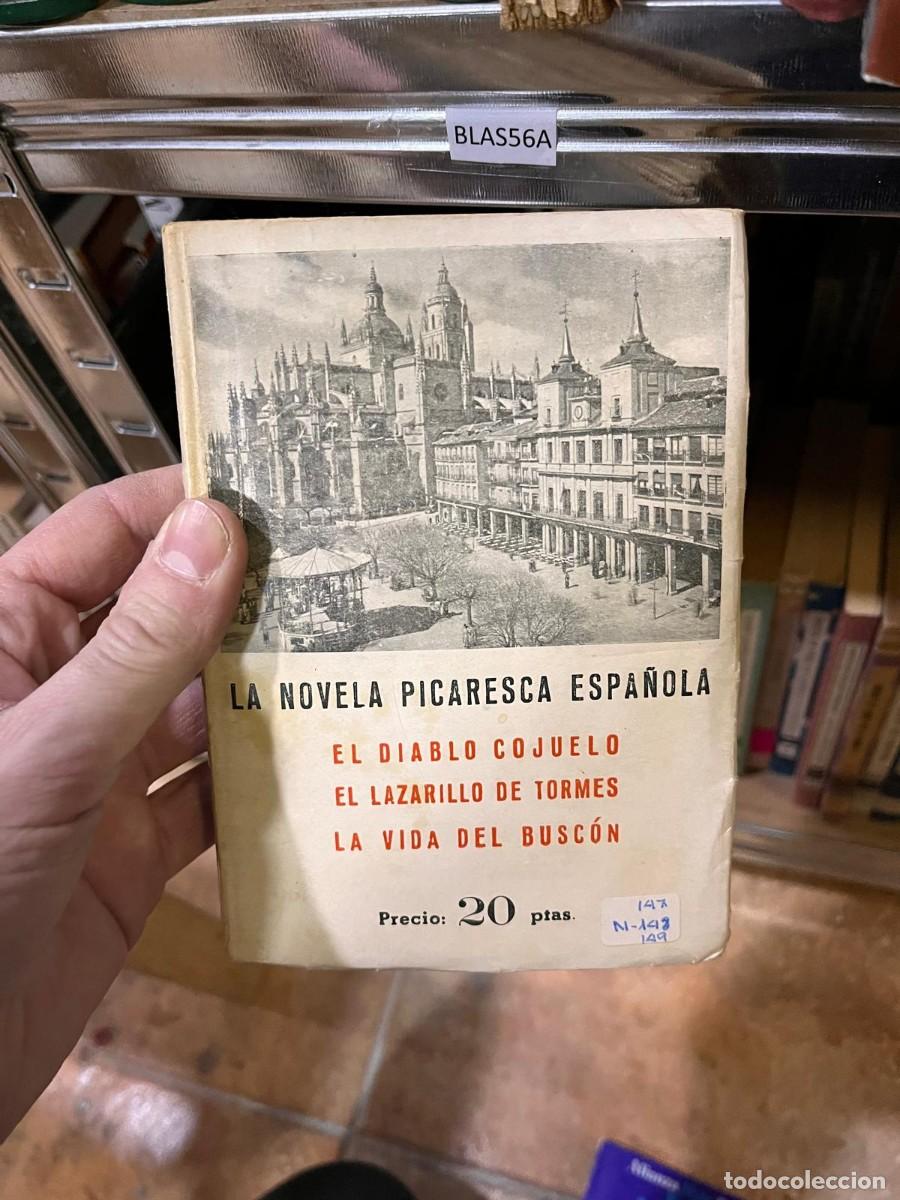 BLAS56A
LA NOVELA PICARESCA ESPAÑOLA
EL DIABLO COJUELO
EL LAZARILLO DE TORMES
LA VIDA DEL BUSCÓN
Precio: 20 ptas.
147
N-148
149
Alianza
todocoleccion